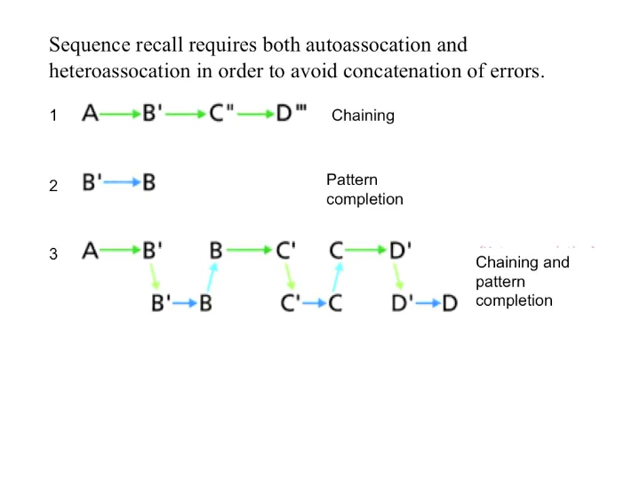 Sequence recall requires both autoassocation and
heteroassocation in order to avoid concatenation of errors.
1 A B' C" D"' Chaining
2 B' B Pattern
completion
3 A B' B C' C D'
Chaining and
pattern
B' B C' C D' D completion